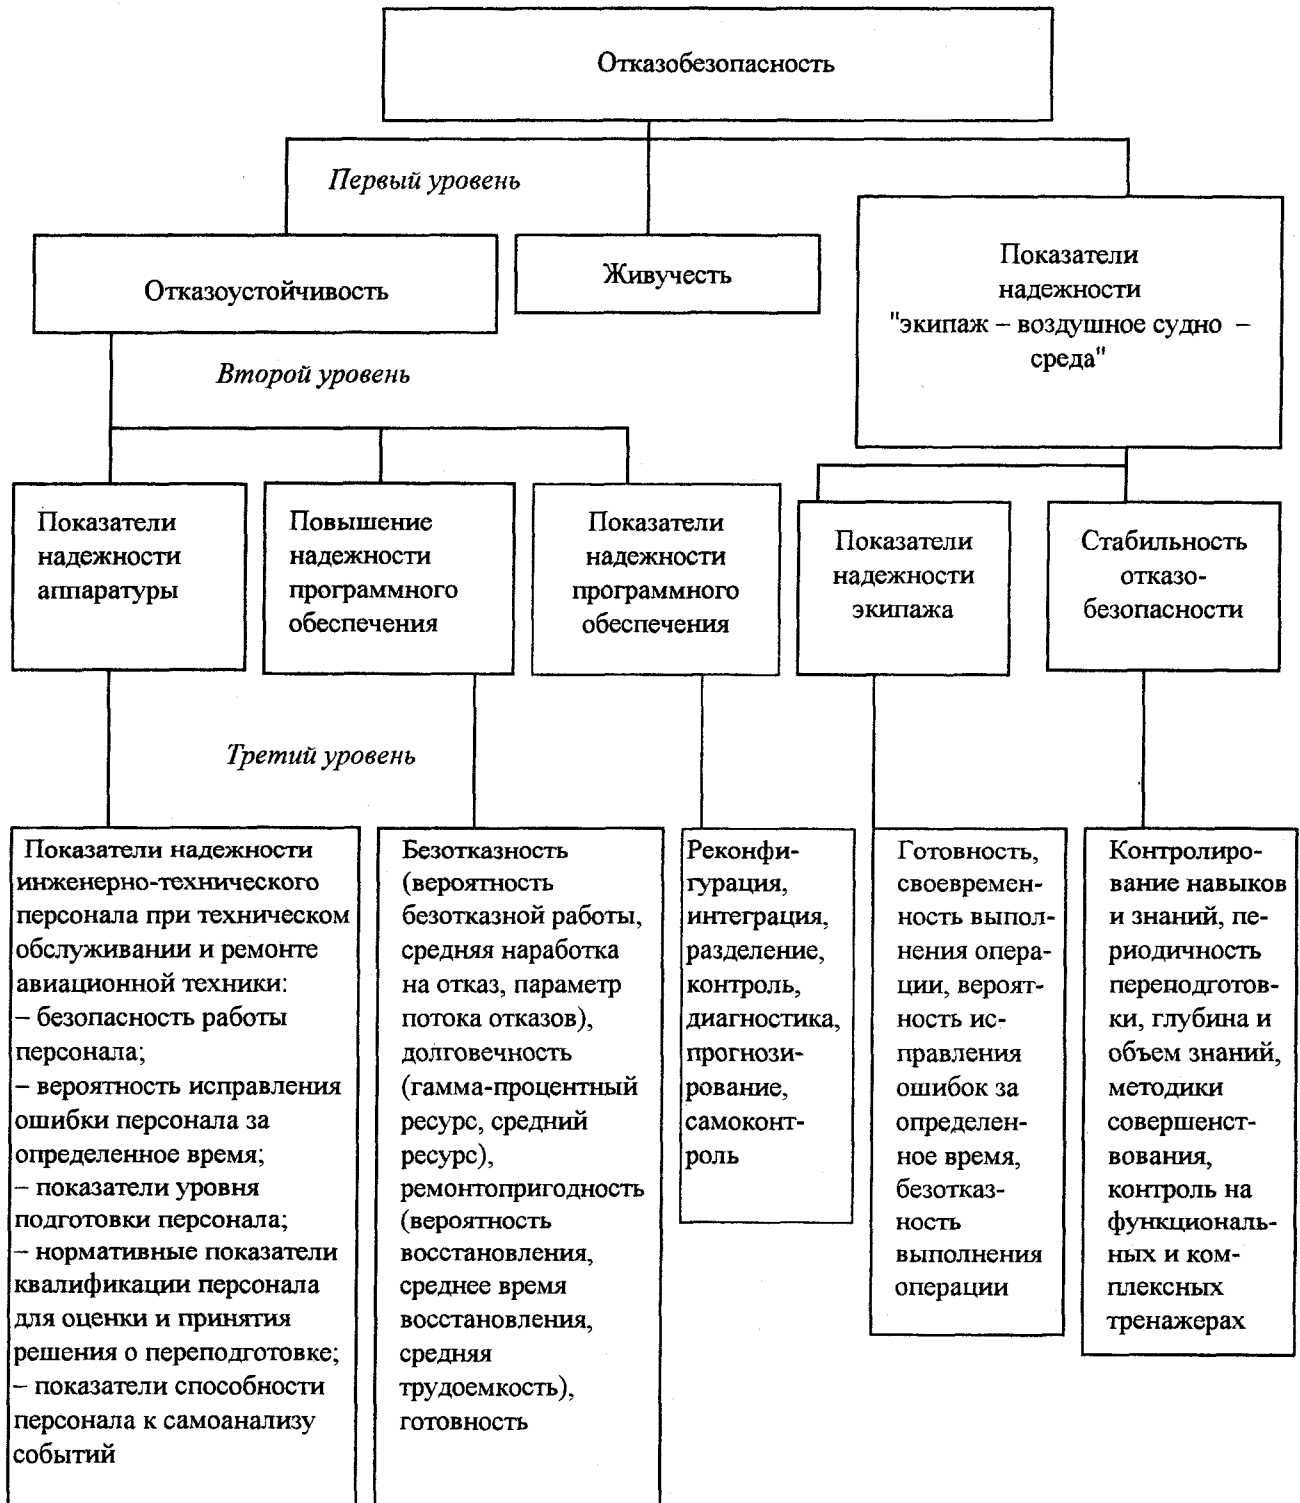 Отказобезопасность
Первый уровень
Отказоустойчивость
Живучесть
Показатели
надежности
"экипаж – воздушное судно –
среда"
Второй уровень
Показатели
надежности
аппаратуры
Повышение
надежности
программного
обеспечения
Показатели
надежности
программного
обеспечения
Показатели
надежности
экипажа
Стабильность
отказо-
безопасности
Третий уровень
Показатели надежности
инженерно-технического
персонала при техническом
обслуживании и ремонте
авиационной техники:
– безопасность работы
персонала;
– вероятность исправления
ошибки персонала за
определенное время;
– показатели уровня
подготовки персонала;
– нормативные показатели
квалификации персонала
для оценки и принятия
решения о переподготовке;
– показатели способности
персонала к самоанализу
событий
Безотказность
(вероятность
безотказной работы,
средняя наработка
на отказ, параметр
потока отказов),
долговечность
(гамма-процентный
ресурс, средний
ресурс),
ремонтопригодность
(вероятность
восстановления,
среднее время
восстановления,
средняя
трудоемкость),
готовность
Реконфи-
гурация,
интеграция,
разделение,
контроль,
диагностика,
прогнози-
рование,
самоконт-
роль
Готовность,
своевремен-
ность выпол-
нения опера-
ции, вероят-
ность ис-
правления
ошибок за
определен-
ное время,
безотказ-
ность
выполнения
операции
Контролиро-
вание навыков
и знаний, пе-
риодичность
переподготов-
ки, глубина и
объем знаний,
методики
совершенст-
вования,
контроль на
функциональ-
ных и ком-
плексных
тренажерах